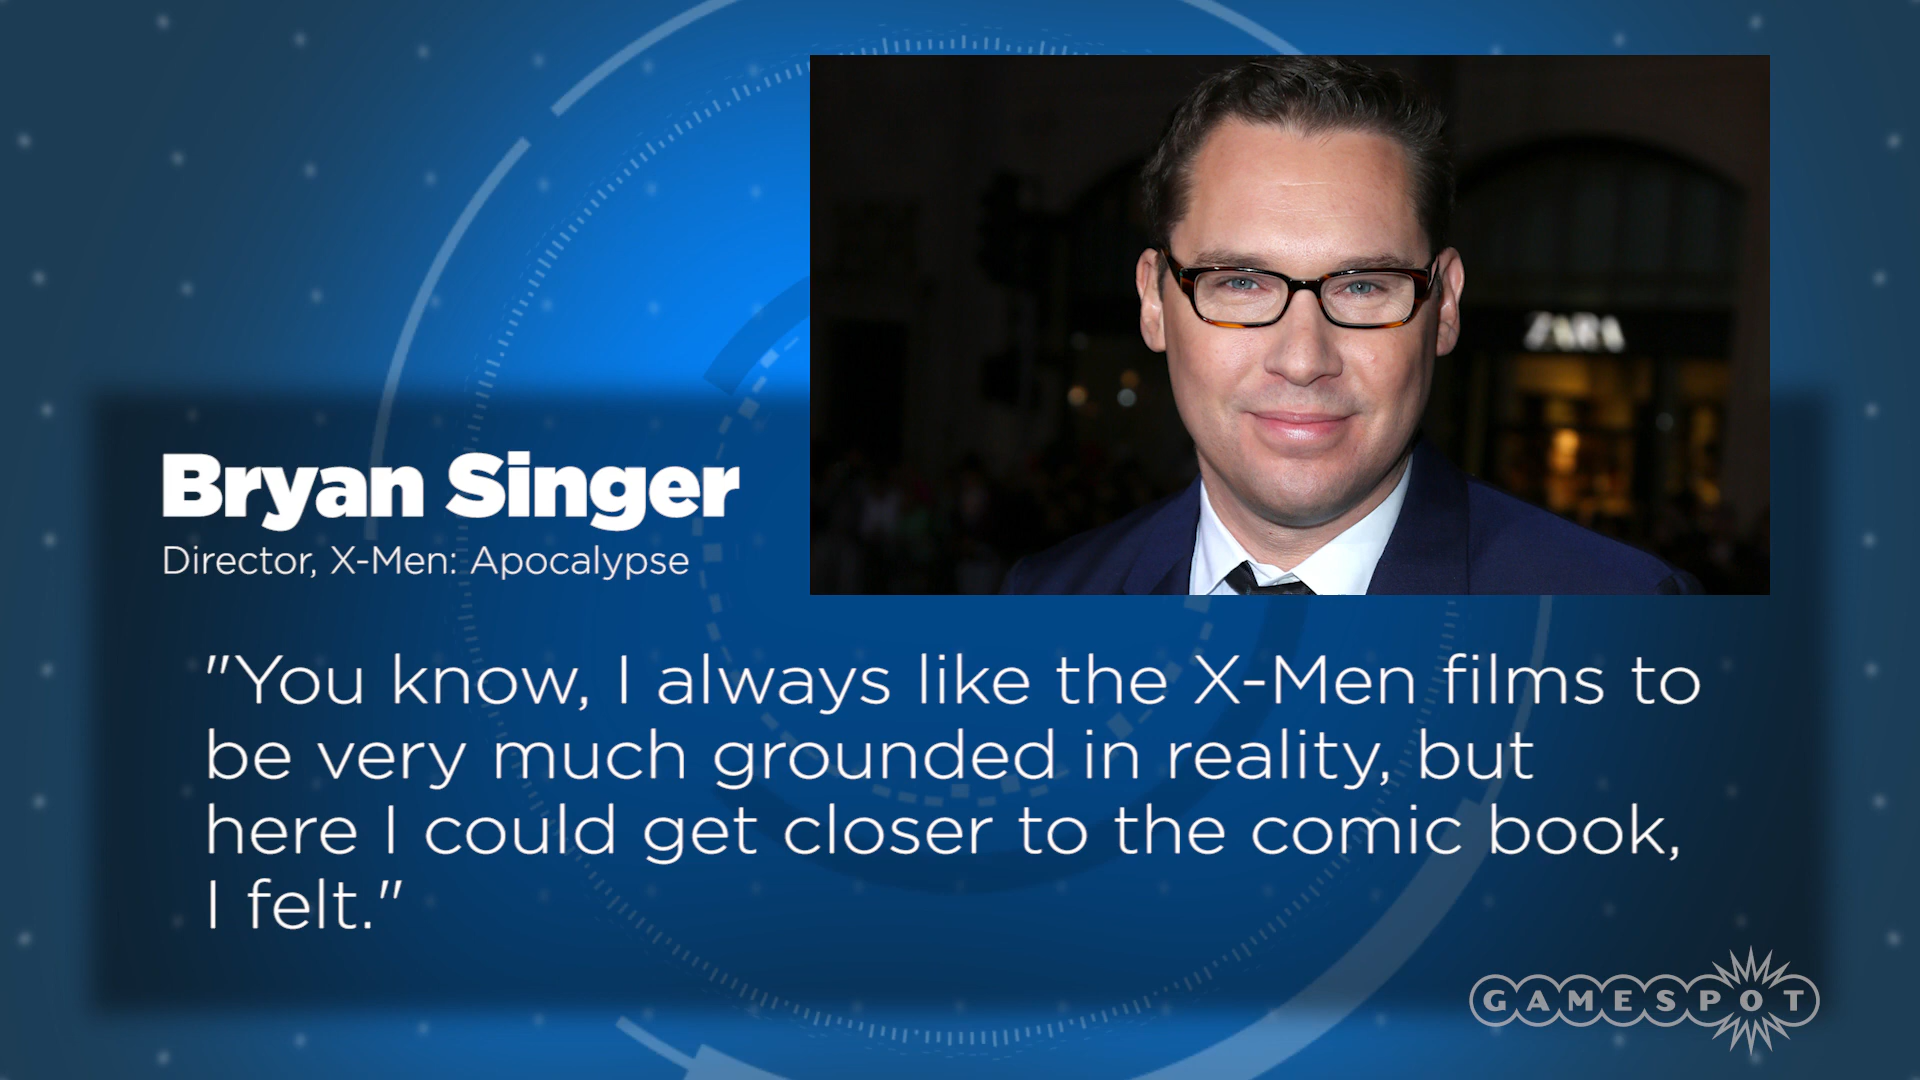 ZARA
Bryan Singer
Director, X-Men: Apocalypse
"You know, I always like the X-Men films to
be very much grounded in reality, but
here I could get closer to the comic book,
I felt."
GAMESPOT